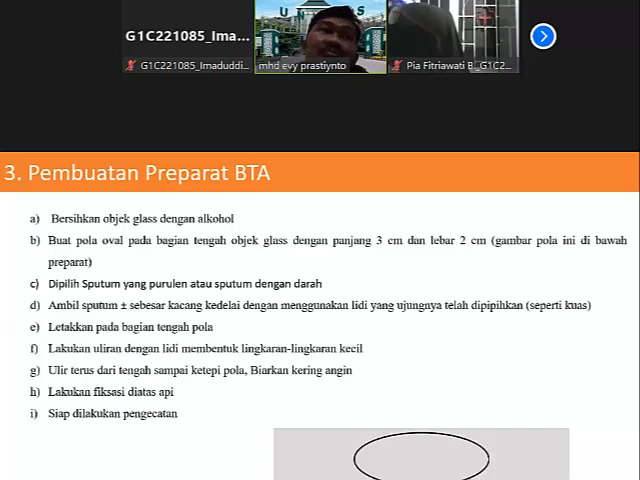 G1C221085_Ima...
U N S
G1C221085_Imaduddi...
mhd evy prastiynto
Pia Fitriawati B_G1C2...
3. Pembuatan Preparat BTA
a) Bersihkan objek glass dengan alkohol
b) Buat pola oval pada bagian tengah objek glass dengan panjang 3 cm dan lebar 2 cm (gambar pola ini di bawah
preparat)
c) Dipilih Sputum yang purulen atau sputum dengan darah
d) Ambil sputum ± sebesar kacang kedelai dengan menggunakan lidi yang ujungnya telah dipipihkan (seperti kuas)
e) Letakkan pada bagian tengah pola
f) Lakukan uliran dengan lidi membentuk lingkaran-lingkaran kecil
g) Ulir terus dari tengah sampai ketepi pola, Biarkan kering angin
h) Lakukan fiksasi diatas api
i) Siap dilakukan pengecatan